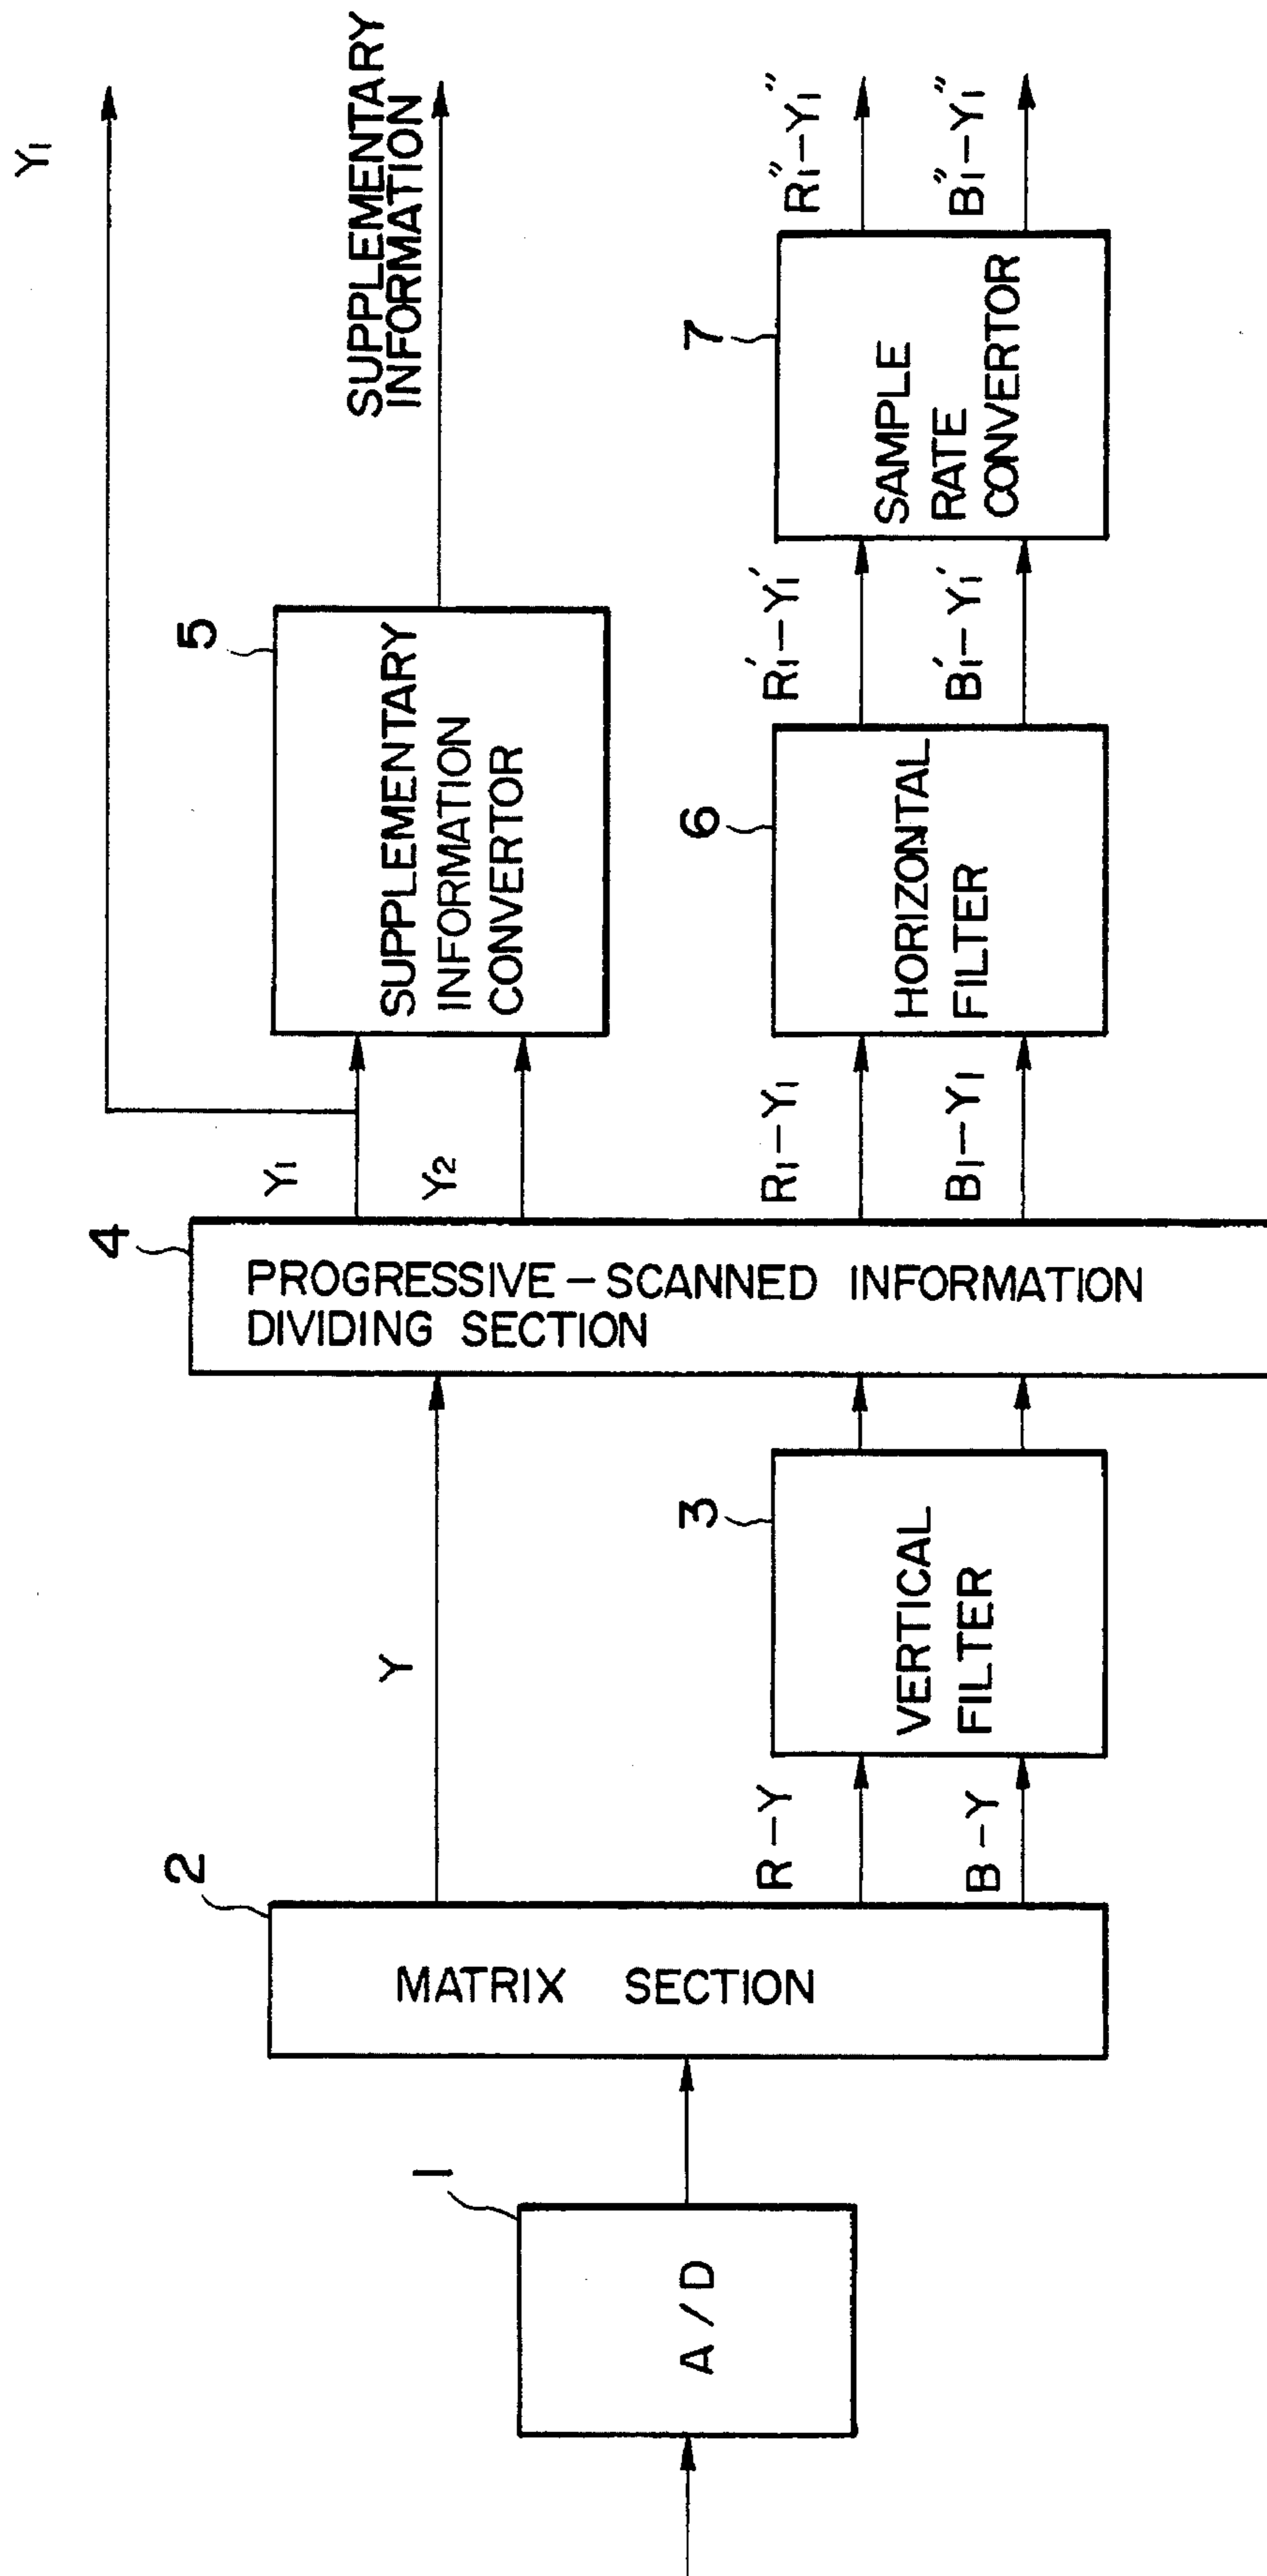 1
A/D
2
MATRIX SECTION
Y
R-Y
B-Y
3
VERTICAL
FILTER
4
PROGRESSIVE-SCANNED INFORMATION
DIVIDING SECTION
Y1
Y2
R1-Y1
B1-Y1
5
SUPPLEMENTARY
INFORMATION
CONVERTOR
6
HORIZONTAL
FILTER
R1'-Y1'
B1'-Y1'
7
SAMPLE
RATE
CONVERTOR
Y1
SUPPLEMENTARY
INFORMATION
R1"-Y1"
B1"-Y1"